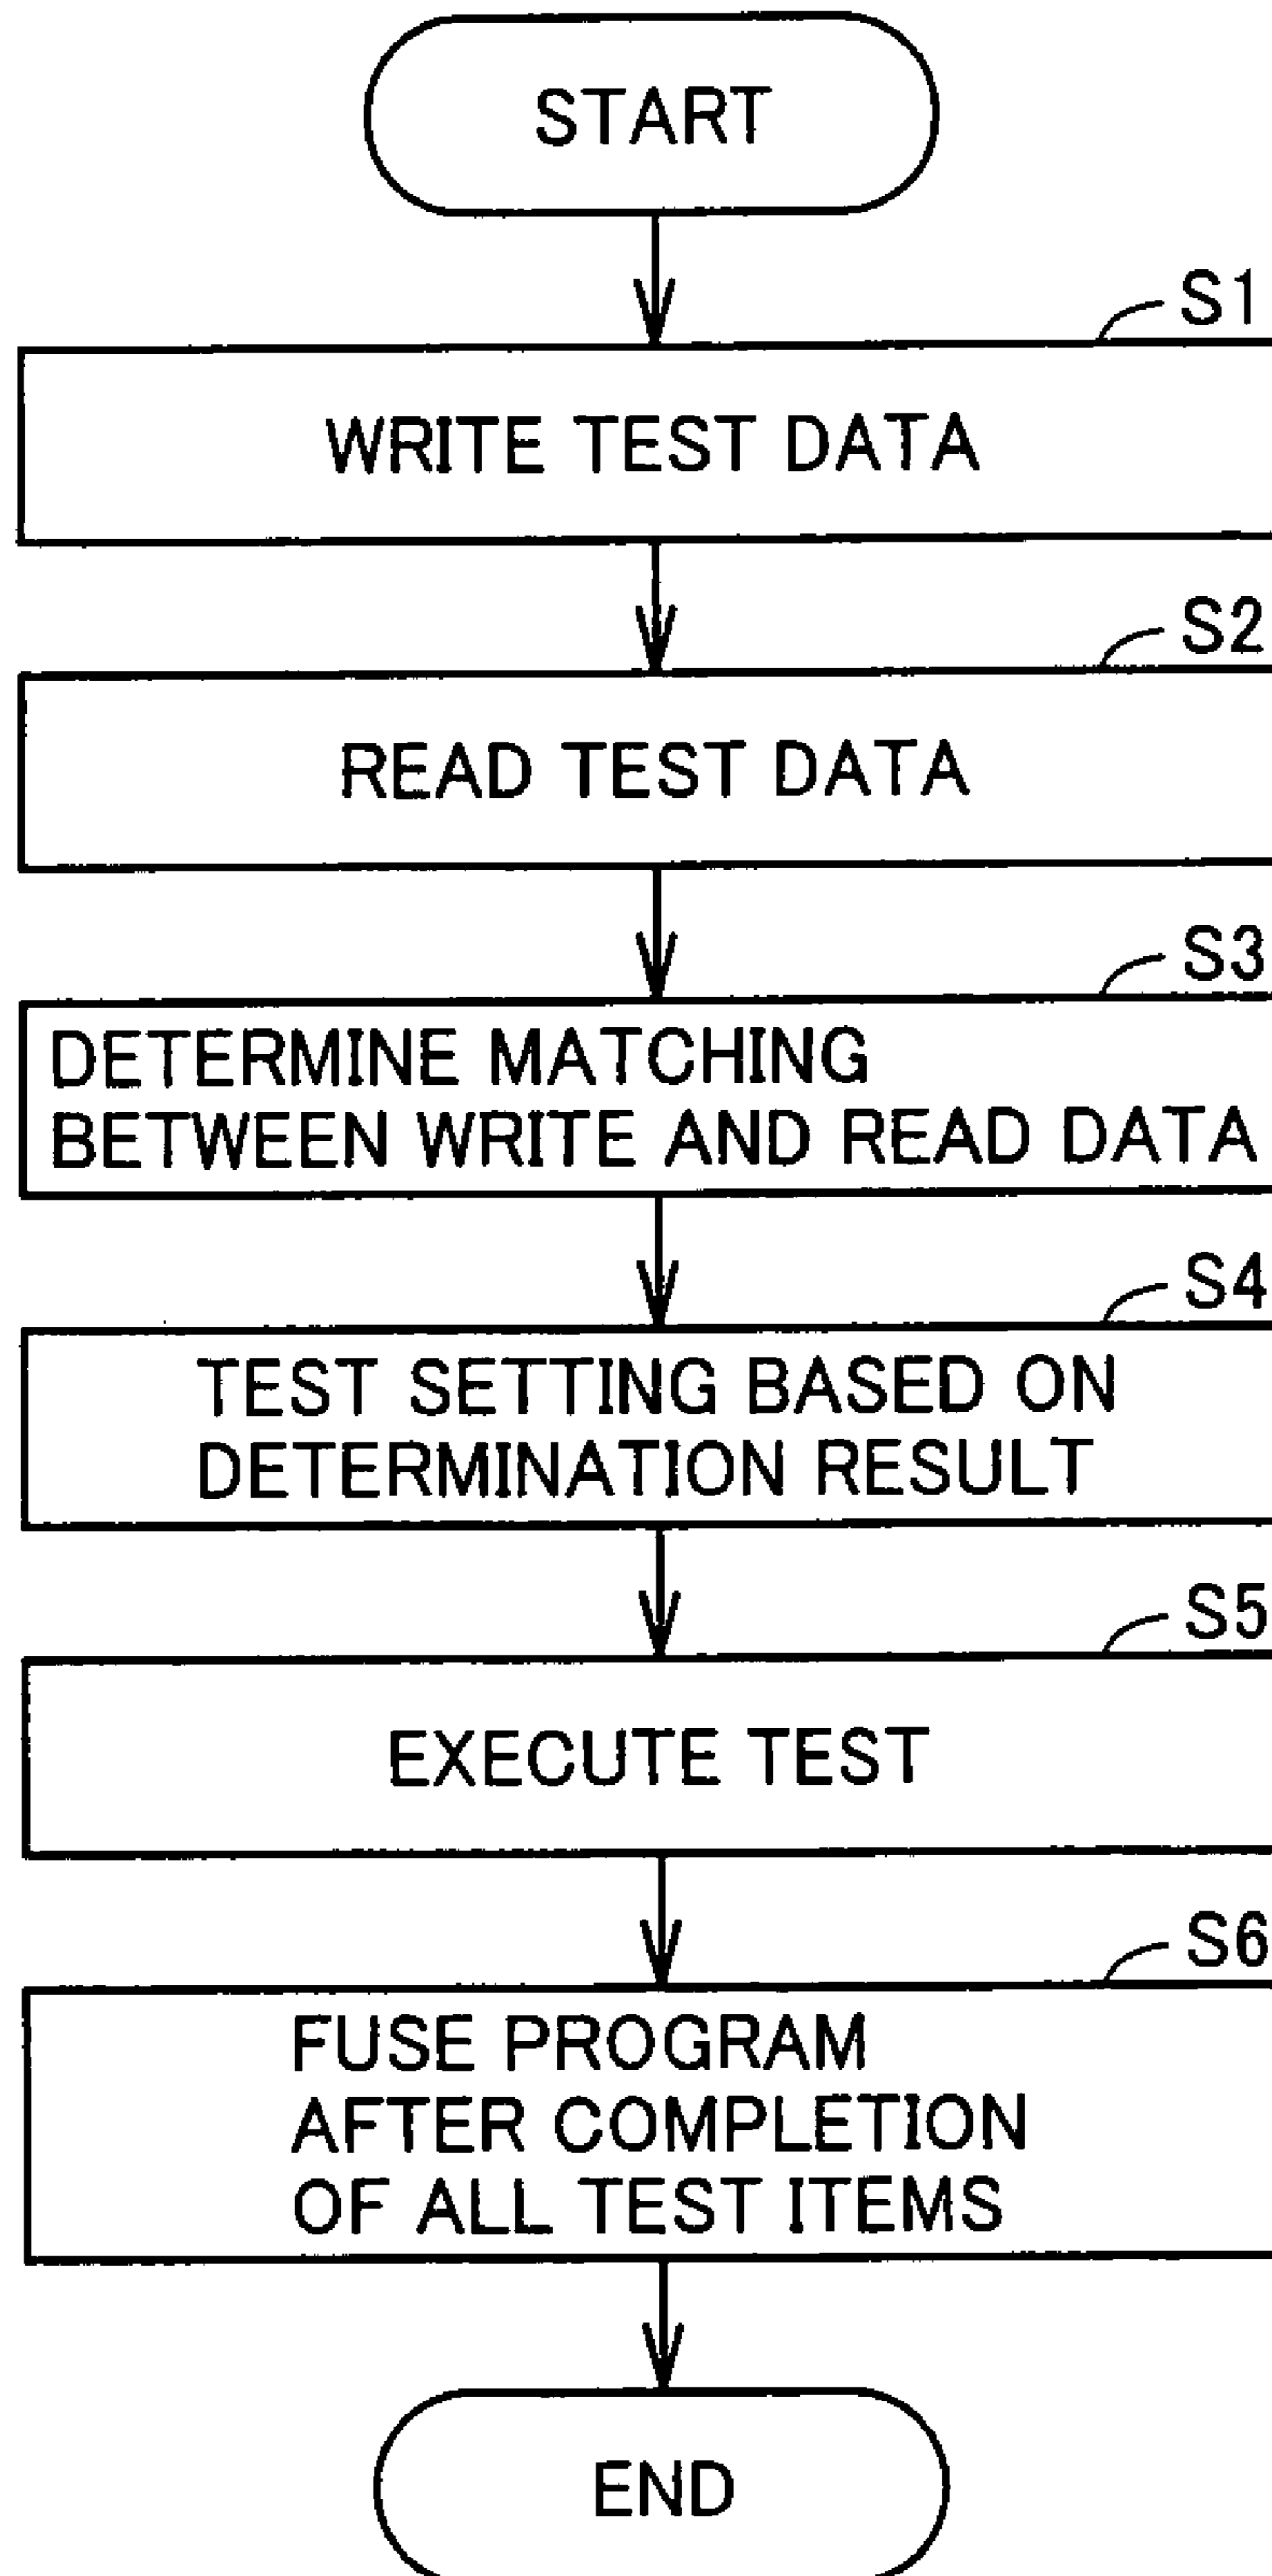 START
S1
WRITE TEST DATA
S2
READ TEST DATA
S3
DETERMINE MATCHING
BETWEEN WRITE AND READ DATA
S4
TEST SETTING BASED ON
DETERMINATION RESULT
S5
EXECUTE TEST
S6
FUSE PROGRAM
AFTER COMPLETION
OF ALL TEST ITEMS
END